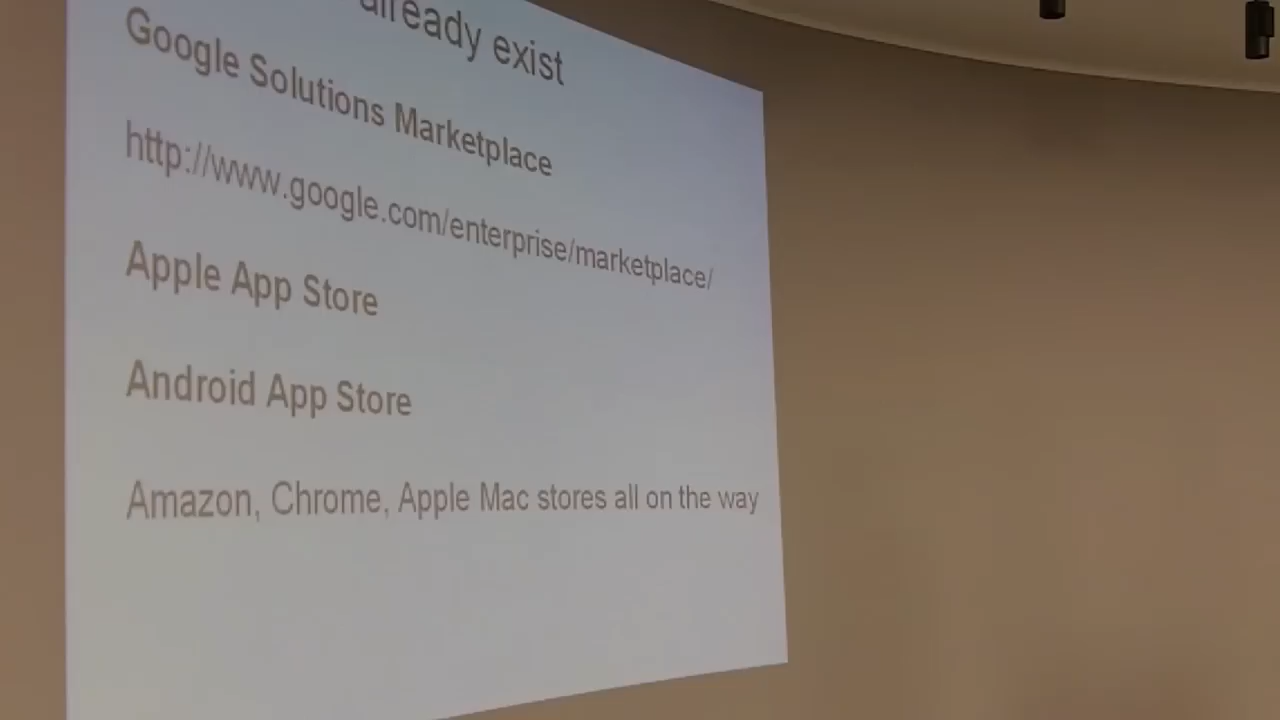 already exist
Google Solutions Marketplace
http://www.google.com/enterprise/marketplace/
Apple App Store
Android App Store
Amazon, Chrome, Apple Mac stores all on the way